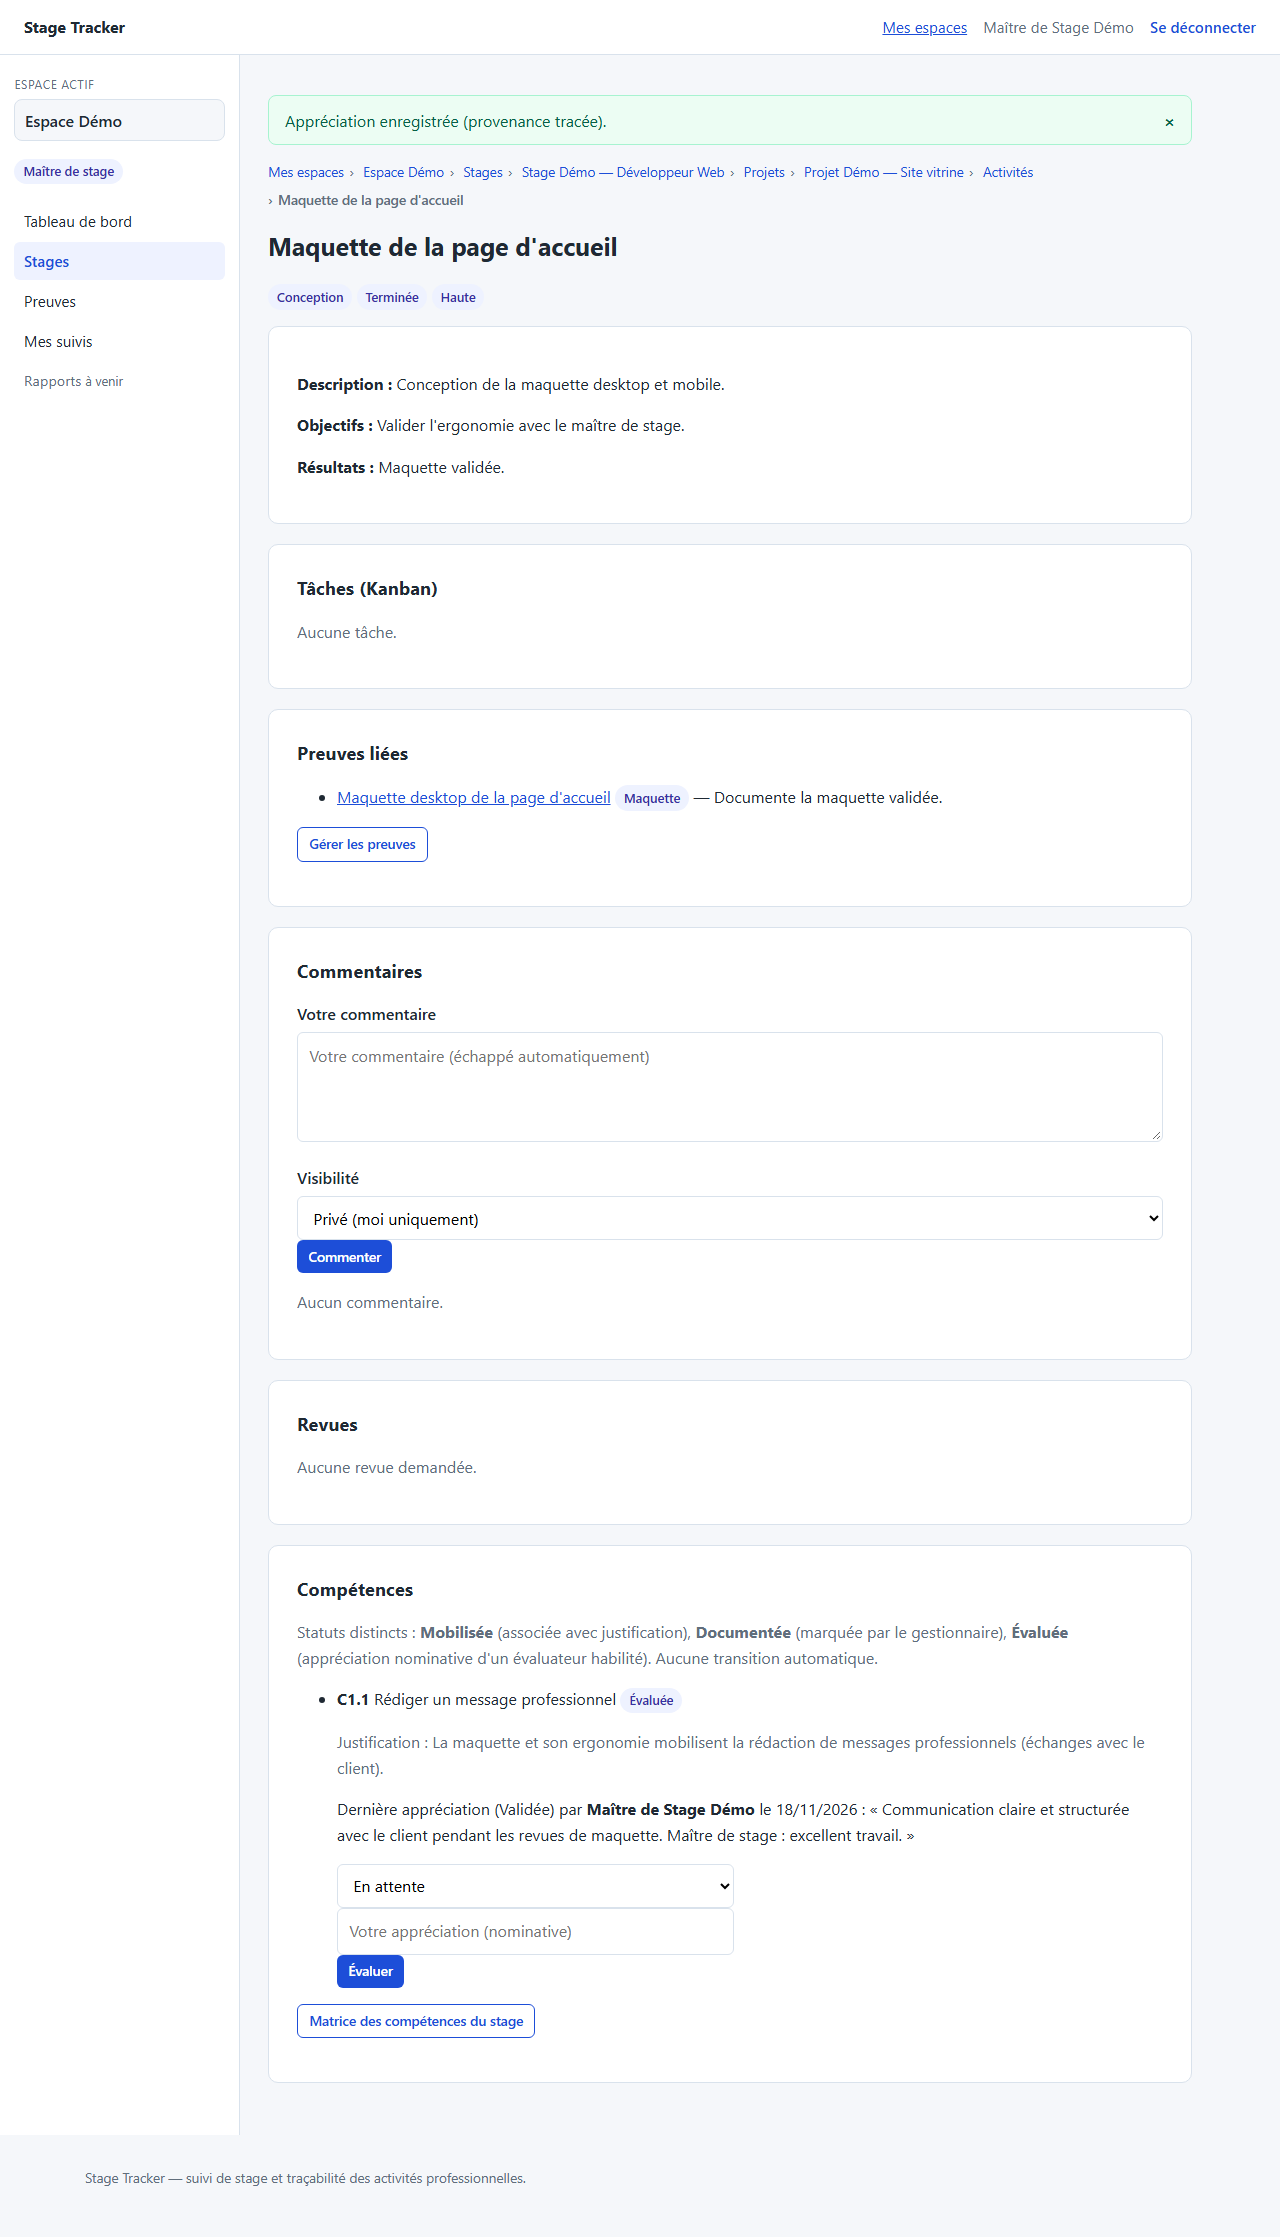 Stage Tracker
Mes espaces
Maître de Stage Démo
Se déconnecter
ESPACE ACTIF
Espace Démo
Maître de stage
Tableau de bord
Stages
Preuves
Mes suivis
Rapports à venir
Appréciation enregistrée (provenance tracée).
×
Mes espaces › Espace Démo › Stages › Stage Démo — Développeur Web › Projets › Projet Démo — Site vitrine › Activités
› Maquette de la page d'accueil
Maquette de la page d'accueil
Conception Terminée Haute
Description : Conception de la maquette desktop et mobile.
Objectifs : Valider l'ergonomie avec le maître de stage.
Résultats : Maquette validée.
Tâches (Kanban)
Aucune tâche.
Preuves liées
• Maquette desktop de la page d'accueil Maquette — Documente la maquette validée.
Gérer les preuves
Commentaires
Votre commentaire
Votre commentaire (échappé automatiquement)
Visibilité
Privé (moi uniquement)
Commenter
Aucun commentaire.
Revues
Aucune revue demandée.
Compétences
Statuts distincts : Mobilisée (associée avec justification), Documentée (marquée par le gestionnaire), Évaluée
(appréciation nominative d'un évaluateur habilité). Aucune transition automatique.
• C1.1 Rédiger un message professionnel Évaluée
Justification : La maquette et son ergonomie mobilisent la rédaction de messages professionnels (échanges avec le
client).
Dernière appréciation (Validée) par Maître de Stage Démo le 18/11/2026 : « Communication claire et structurée
avec le client pendant les revues de maquette. Maître de stage : excellent travail. »
En attente
Votre appréciation (nominative)
Évaluer
Matrice des compétences du stage
Stage Tracker — suivi de stage et traçabilité des activités professionnelles.